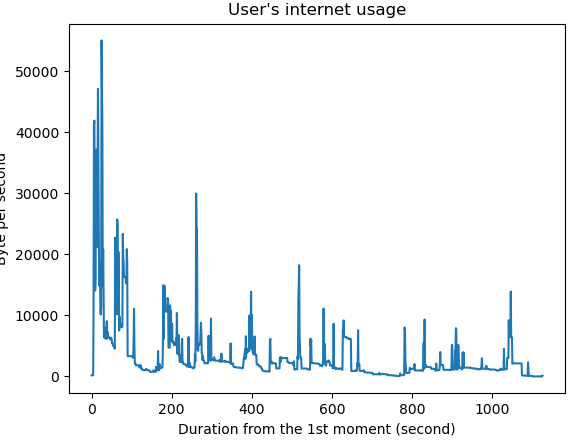 User's internet usage
Byte per second
50000
40000
30000
20000
10000
0
0 200 400 600 800 1000
Duration from the 1st moment (second)